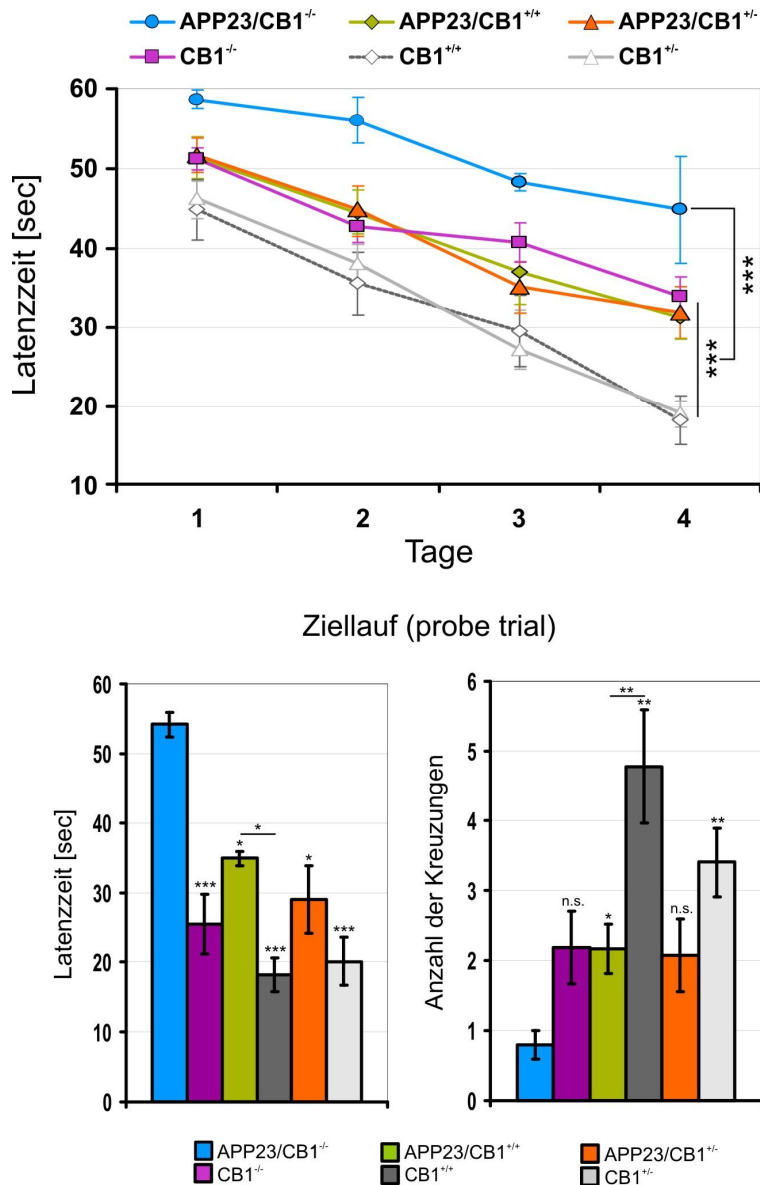 APP23/CB1-/- APP23/CB1+/+ APP23/CB1+/-
CB1-/- CB1+/+ CB1+/-
60
50
40
30
20
10
Latenzzeit [sec]
***
***
1 2 3 4
Tage
Ziellauf (probe trial)
60
50
40
30
20
10
0
Latenzzeit [sec]
***
*
*
***
*
***
6
5
4
3
2
1
0
Anzahl der Kreuzungen
n.s.
*
**
**
n.s.
**
APP23/CB1-/- APP23/CB1+/+ APP23/CB1+/-
CB1-/- CB1+/+ CB1+/-